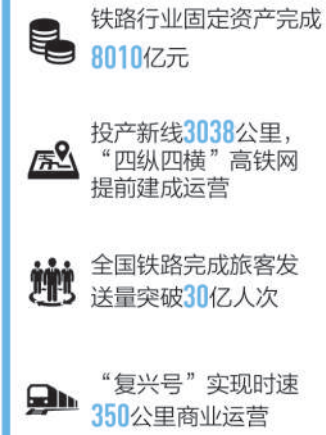 铁路行业固定资产完成
8010亿元
投产新线3038公里，
“四纵四横”高铁网
提前建成运营
全国铁路完成旅客发
送量突破30亿人次
“复兴号”实现时速
350公里商业运营